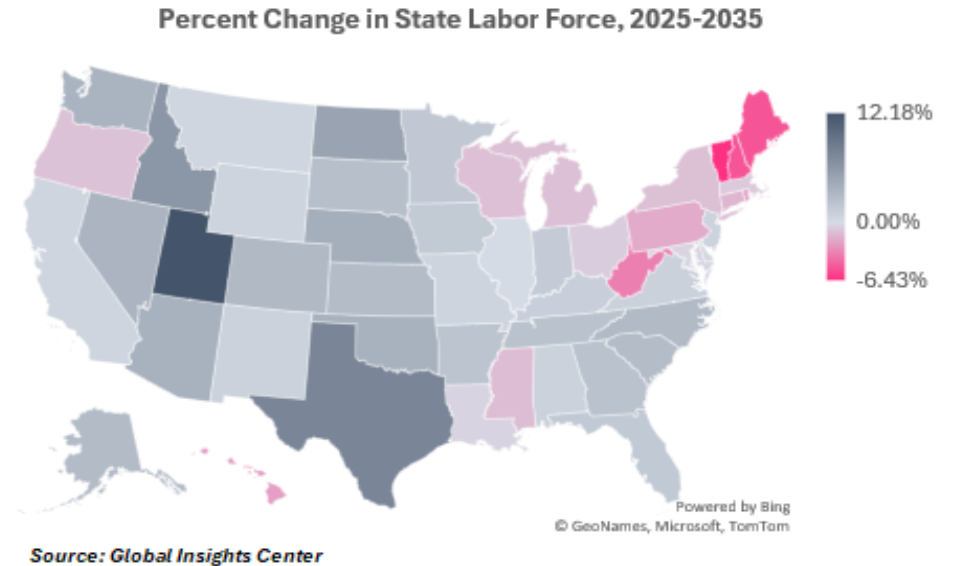 Percent Change in State Labor Force, 2025-2035
12.18%
0.00%
-6.43%
Powered by Bing
© GeoNames, Microsoft, TomTom
Source: Global Insights Center